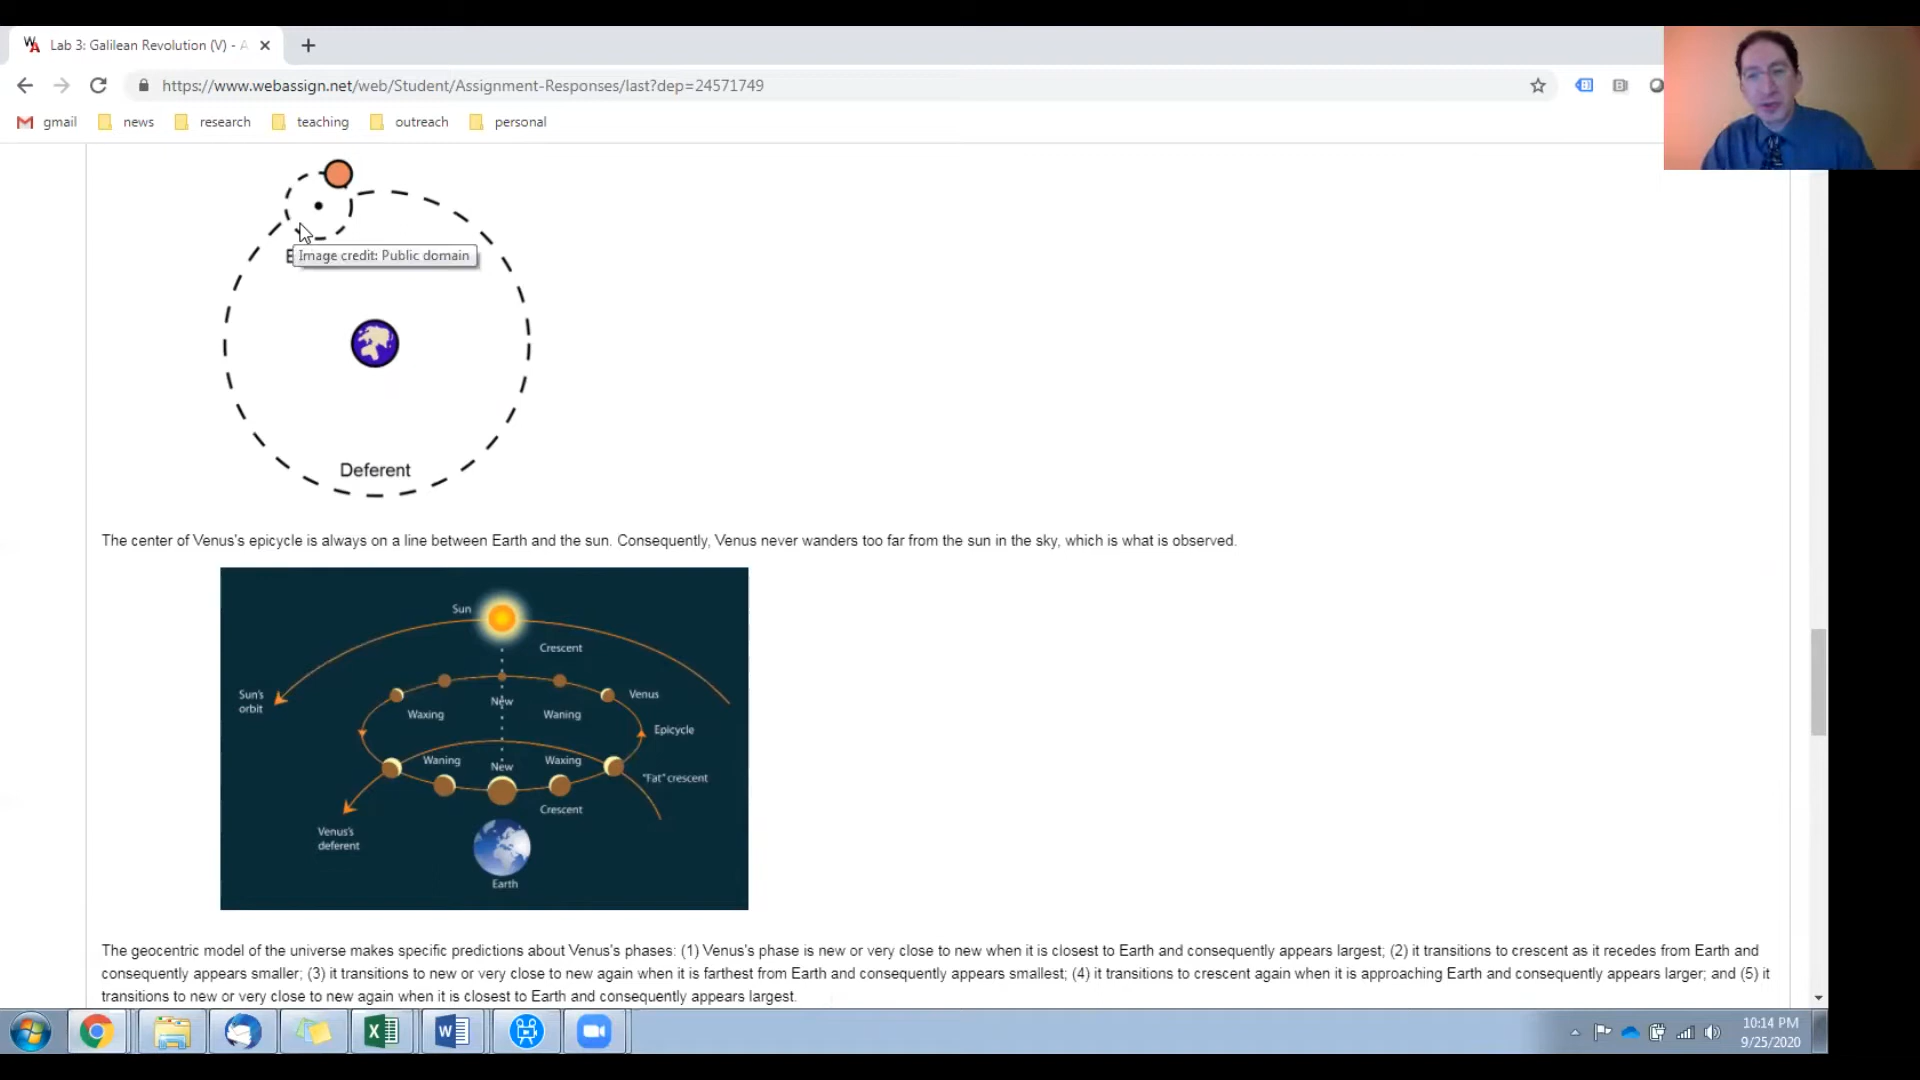 Lab 3: Galilean Revolution (V) - A
https://www.webassign.net/web/Student/Assignment-Responses/last?dep=24571749
gmail news research teaching outreach personal
E
Image credit: Public domain
Deferent
The center of Venus's epicycle is always on a line between Earth and the sun. Consequently, Venus never wanders too far from the sun in the sky, which is what is observed.
Sun
Crescent
Sun's
orbit
New
Venus
Waxing
Waning
Epicycle
Waning
New
Waxing
"Fat" crescent
Crescent
Venus's
deferent
Earth
The geocentric model of the universe makes specific predictions about Venus's phases: (1) Venus's phase is new or very close to new when it is closest to Earth and consequently appears largest; (2) it transitions to crescent as it recedes from Earth and
consequently appears smaller; (3) it transitions to new or very close to new again when it is farthest from Earth and consequently appears smallest; (4) it transitions to crescent again when it is approaching Earth and consequently appears larger; and (5) it
transitions to new or very close to new again when it is closest to Earth and consequently appears largest.
10:14 PM
9/25/2020